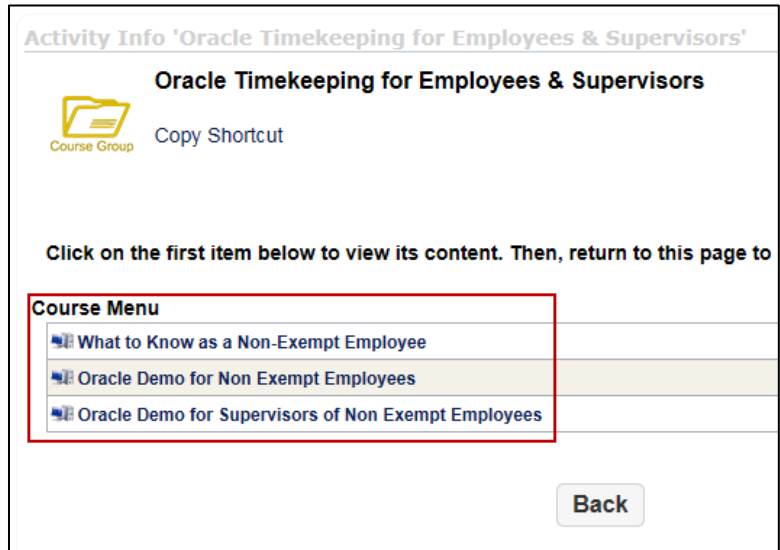 Activity Info 'Oracle Timekeeping for Employees & Supervisors'
Oracle Timekeeping for Employees & Supervisors
Course Group
Copy Shortcut
Click on the first item below to view its content. Then, return to this page to
Course Menu
What to Know as a Non-Exempt Employee
Oracle Demo for Non Exempt Employees
Oracle Demo for Supervisors of Non Exempt Employees
Back